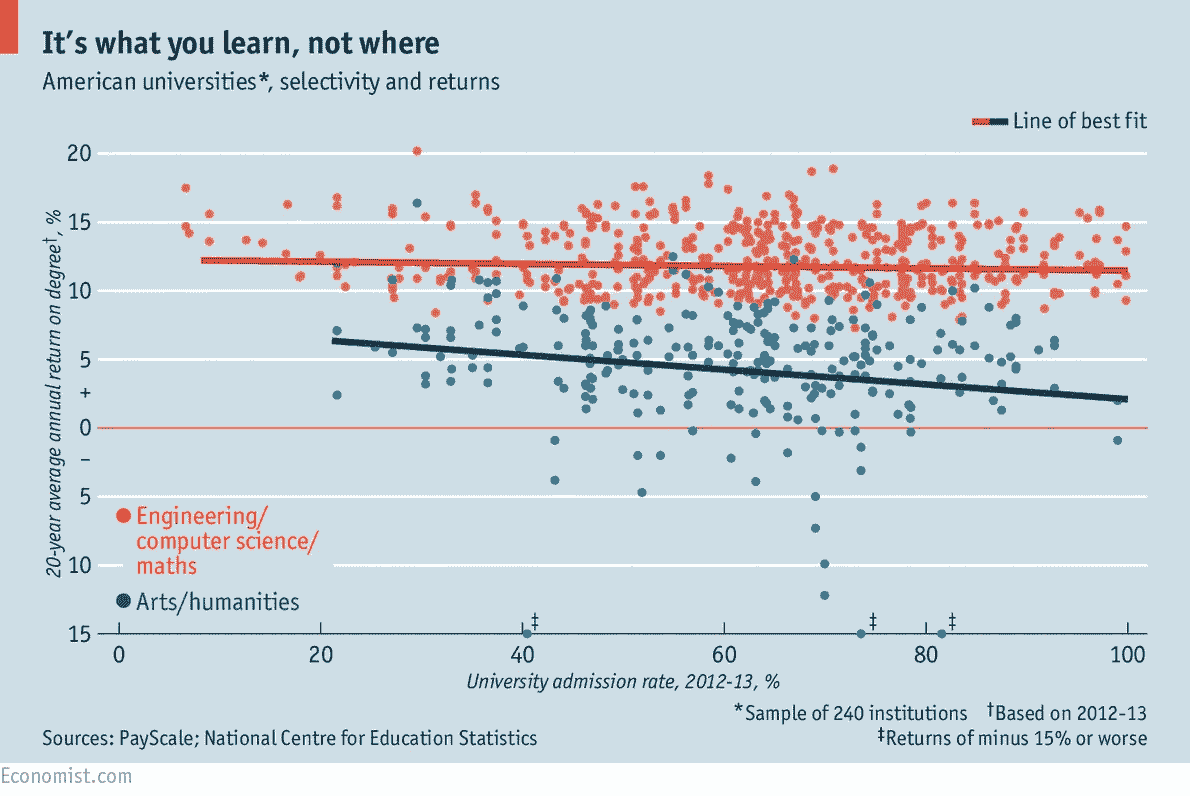 It's what you learn, not where
American universities*, selectivity and returns
Line of best fit
20-year average annual return on degree†, %
20
15
10
5
+
0
–
5
10
15
Engineering/
computer science/
maths
Arts/humanities
‡
‡
‡
0
20
40
60
80
100
University admission rate, 2012-13, %
*Sample of 240 institutions †Based on 2012-13
Sources: PayScale; National Centre for Education Statistics
‡Returns of minus 15% or worse
Economist.com